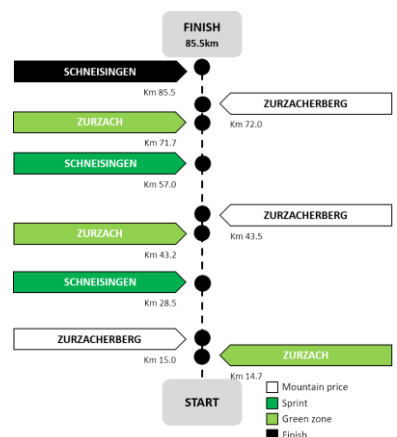 FINISH
85.5km
SCHNEISINGEN
Km 85.5
ZURZACHERBERG
Km 72.0
ZURZACH
Km 71.7
SCHNEISINGEN
Km 57.0
ZURZACHERBERG
Km 43.5
ZURZACH
Km 43.2
SCHNEISINGEN
Km 28.5
ZURZACHERBERG
Km 15.0
ZURZACH
Km 14.7
START
Mountain price
Sprint
Green zone
Finish